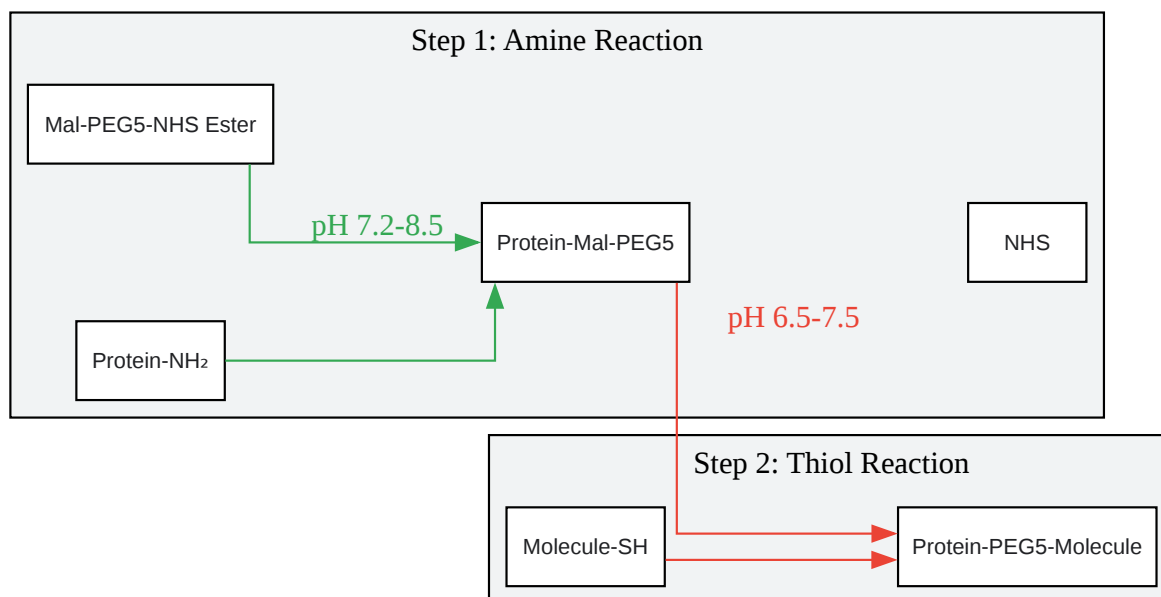 Step 1: Amine Reaction
Mal-PEG5-NHS Ester
pH 7.2-8.5
Protein-Mal-PEG5
NHS
pH 6.5-7.5
Protein-NH₂
Step 2: Thiol Reaction
Molecule-SH
Protein-PEG5-Molecule